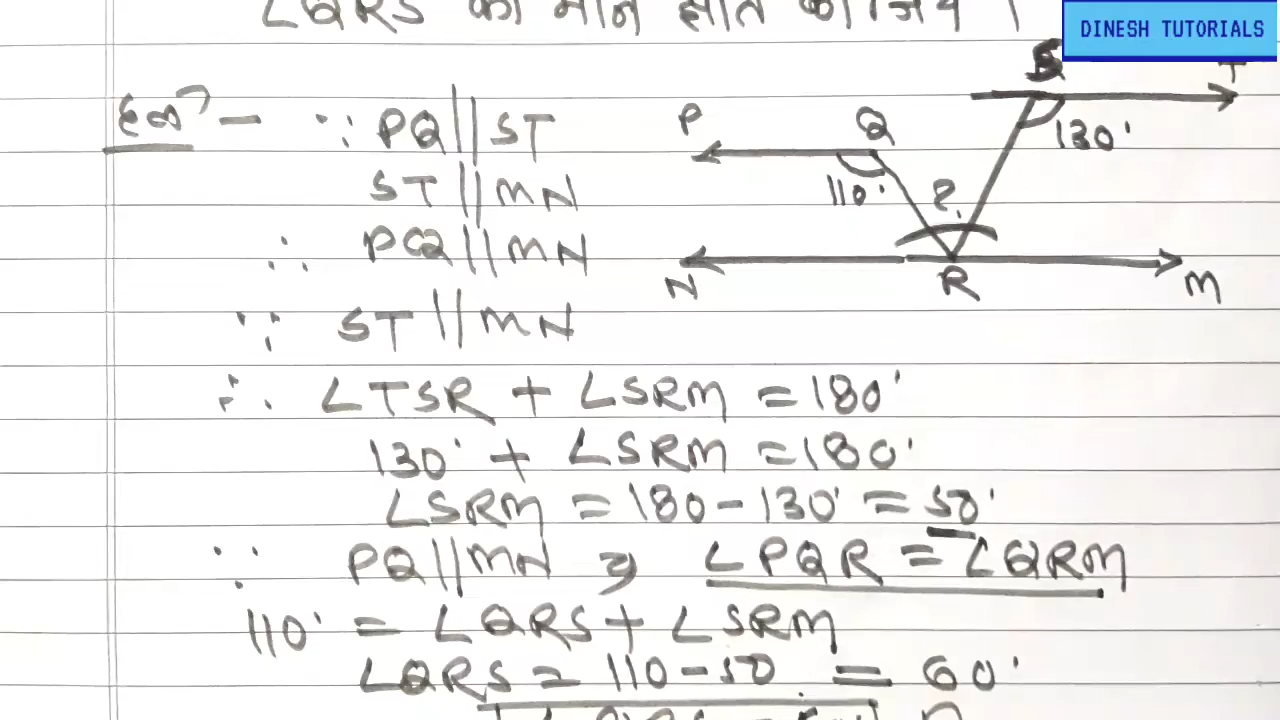 ∠QRS का मान ज्ञात कीजिये ।
DINESH TUTORIALS
हल – ∵ PQ || ST
ST || MN
∴ PQ || MN
∵ ST || MN
∴ ∠TSR + ∠SRM = 180°
130° + ∠SRM = 180°
∠SRM = 180 – 130° = 50°
∵ PQ || MN ⇒ ∠PQR = ∠QRM
110° = ∠QRS + ∠SRM
∠QRS = 110 – 50 = 60°
P
Q
S
T
110°
130°
?
N
R
M